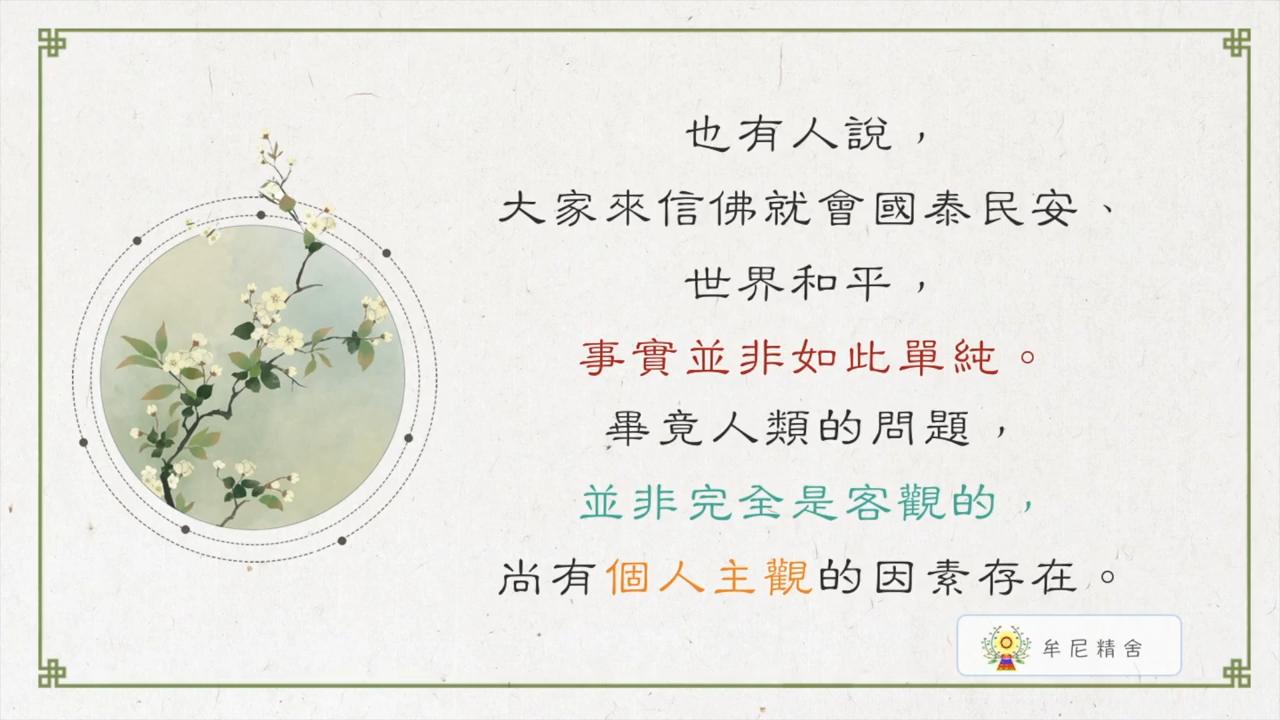 也有人說，
大家來信佛就會國泰民安、
世界和平，
事實並非如此單純。
畢竟人類的問題，
並非完全是客觀的，
尚有個人主觀的因素存在。
牟尼精舍